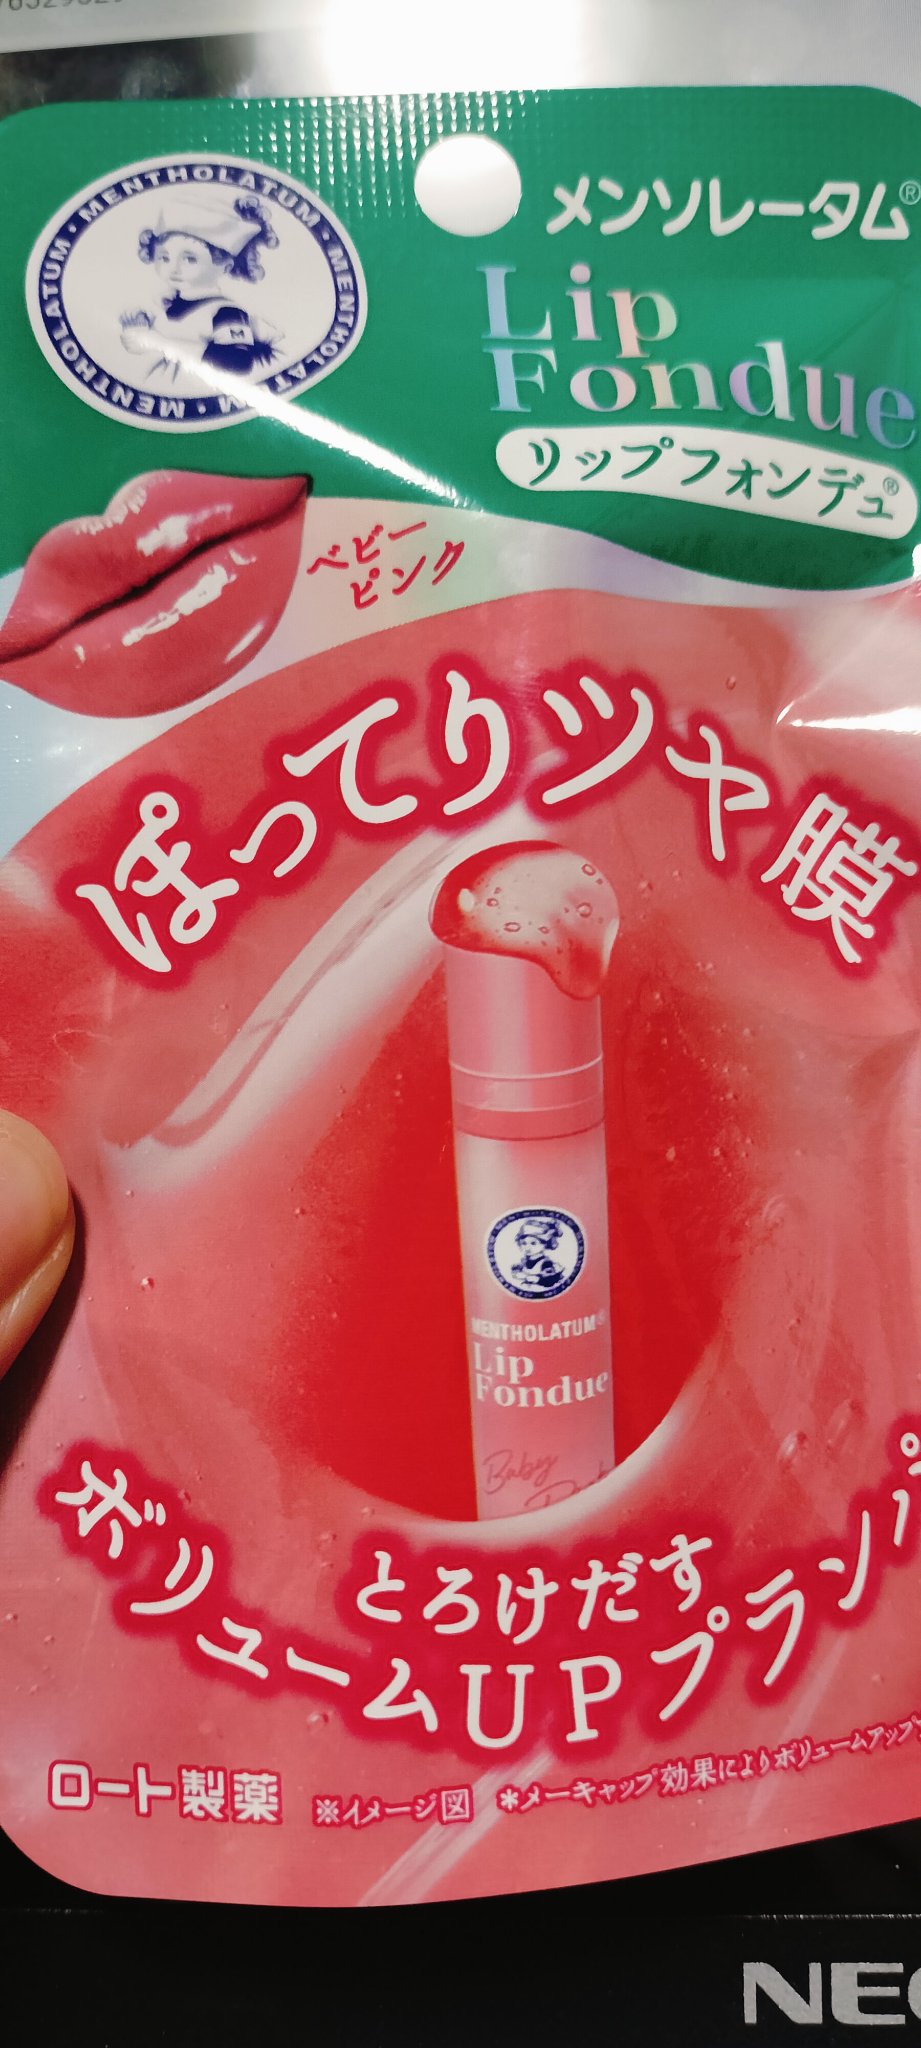 MENTHOLATUM・MENTHOLATUM・MENTHOLATUM・
メンソレータム®
Lip
Fondue
リップフォンデュ®
ベビー
ピンク
ぽってりツヤ膜
MENTHOLATUM®
Lip
Fondue
Baby
とろけだす
ボリュームUPプランパ
ロート製薬
※イメージ図
*メーキャップ効果によりボリュームアップ